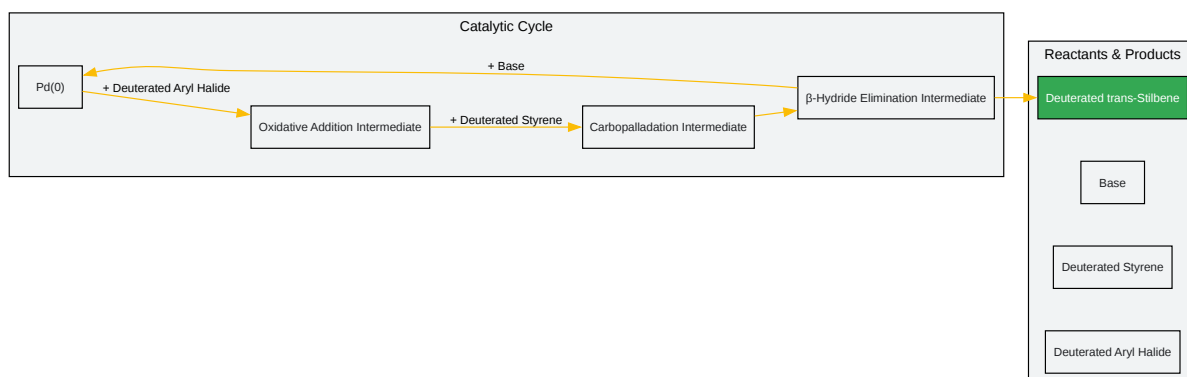 Catalytic Cycle
Reactants & Products
+ Base
Pd(0)
+ Deuterated Aryl Halide
β-Hydride Elimination Intermediate
Deuterated trans-Stilbene
Oxidative Addition Intermediate
+ Deuterated Styrene
Carbopalladation Intermediate
Base
Deuterated Styrene
Deuterated Aryl Halide